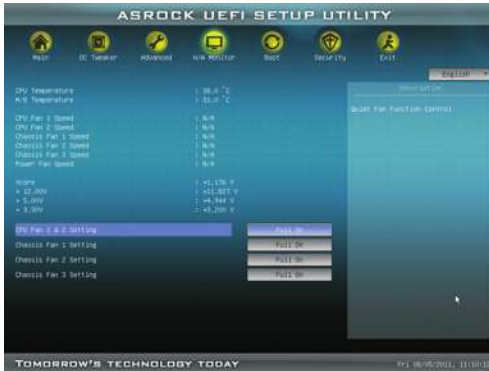 ASROCK UEFI SETUP UTILITY
Main OC Tweaker Advanced H/W Monitor Boot Security Exit
English
Description
Quiet Fan Function Control
CPU Temperature : 38.0 °C
M/B Temperature : 31.0 °C
CPU Fan 1 Speed : N/A
CPU Fan 2 Speed : N/A
Chassis Fan 1 Speed : N/A
Chassis Fan 2 Speed : N/A
Chassis Fan 3 Speed : N/A
Power Fan Speed : N/A
Vcore : +1.176 V
+ 12.00V : +11.827 V
+ 5.00V : +4.944 V
+ 3.30V
CPU Fan 1 & 2 Setting Full On
Chassis Fan 1 Setting Full On
Chassis Fan 2 Setting Full On
Chassis Fan 3 Setting Full On
TOMORROW'S TECHNOLOGY TODAY